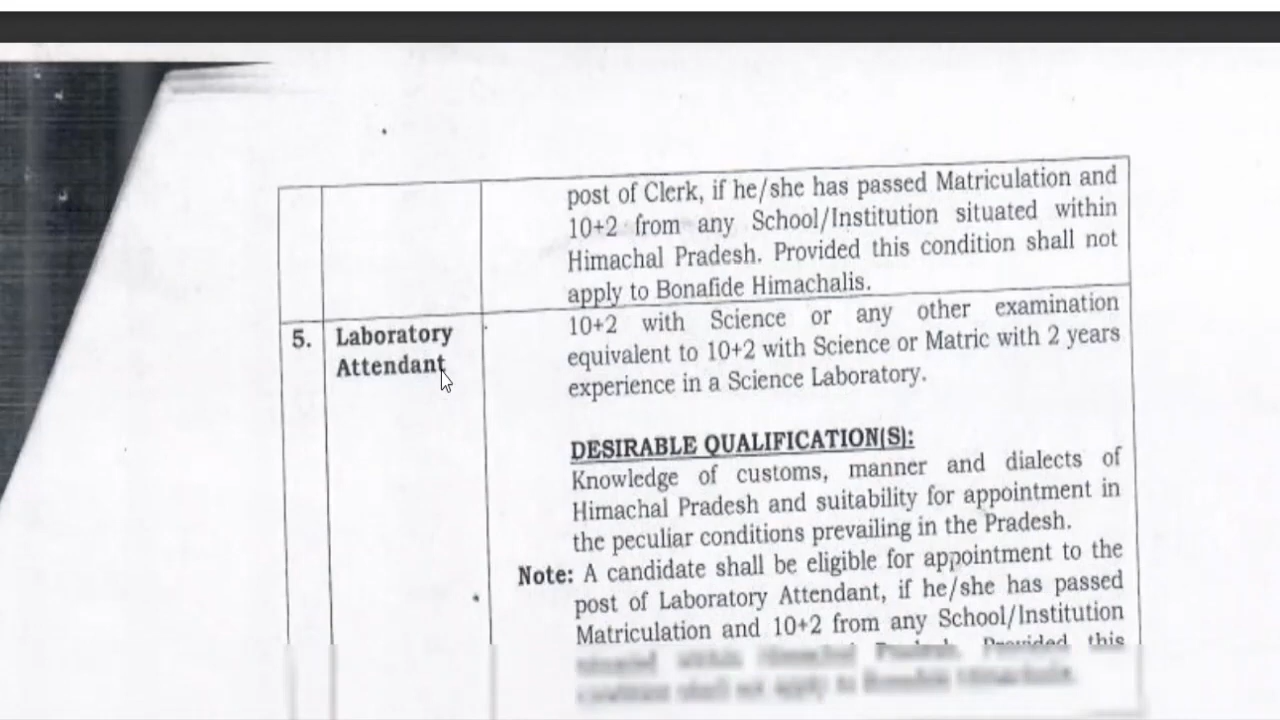 post of Clerk, if he/she has passed Matriculation and
10+2 from any School/Institution situated within
Himachal Pradesh. Provided this condition shall not
apply to Bonafide Himachalis.
5. Laboratory Attendant
10+2 with Science or any other examination
equivalent to 10+2 with Science or Matric with 2 years
experience in a Science Laboratory.
DESIRABLE QUALIFICATION(S):
Knowledge of customs, manner and dialects of
Himachal Pradesh and suitability for appointment in
the peculiar conditions prevailing in the Pradesh.
Note: A candidate shall be eligible for appointment to the
post of Laboratory Attendant, if he/she has passed
Matriculation and 10+2 from any School/Institution
Provided this